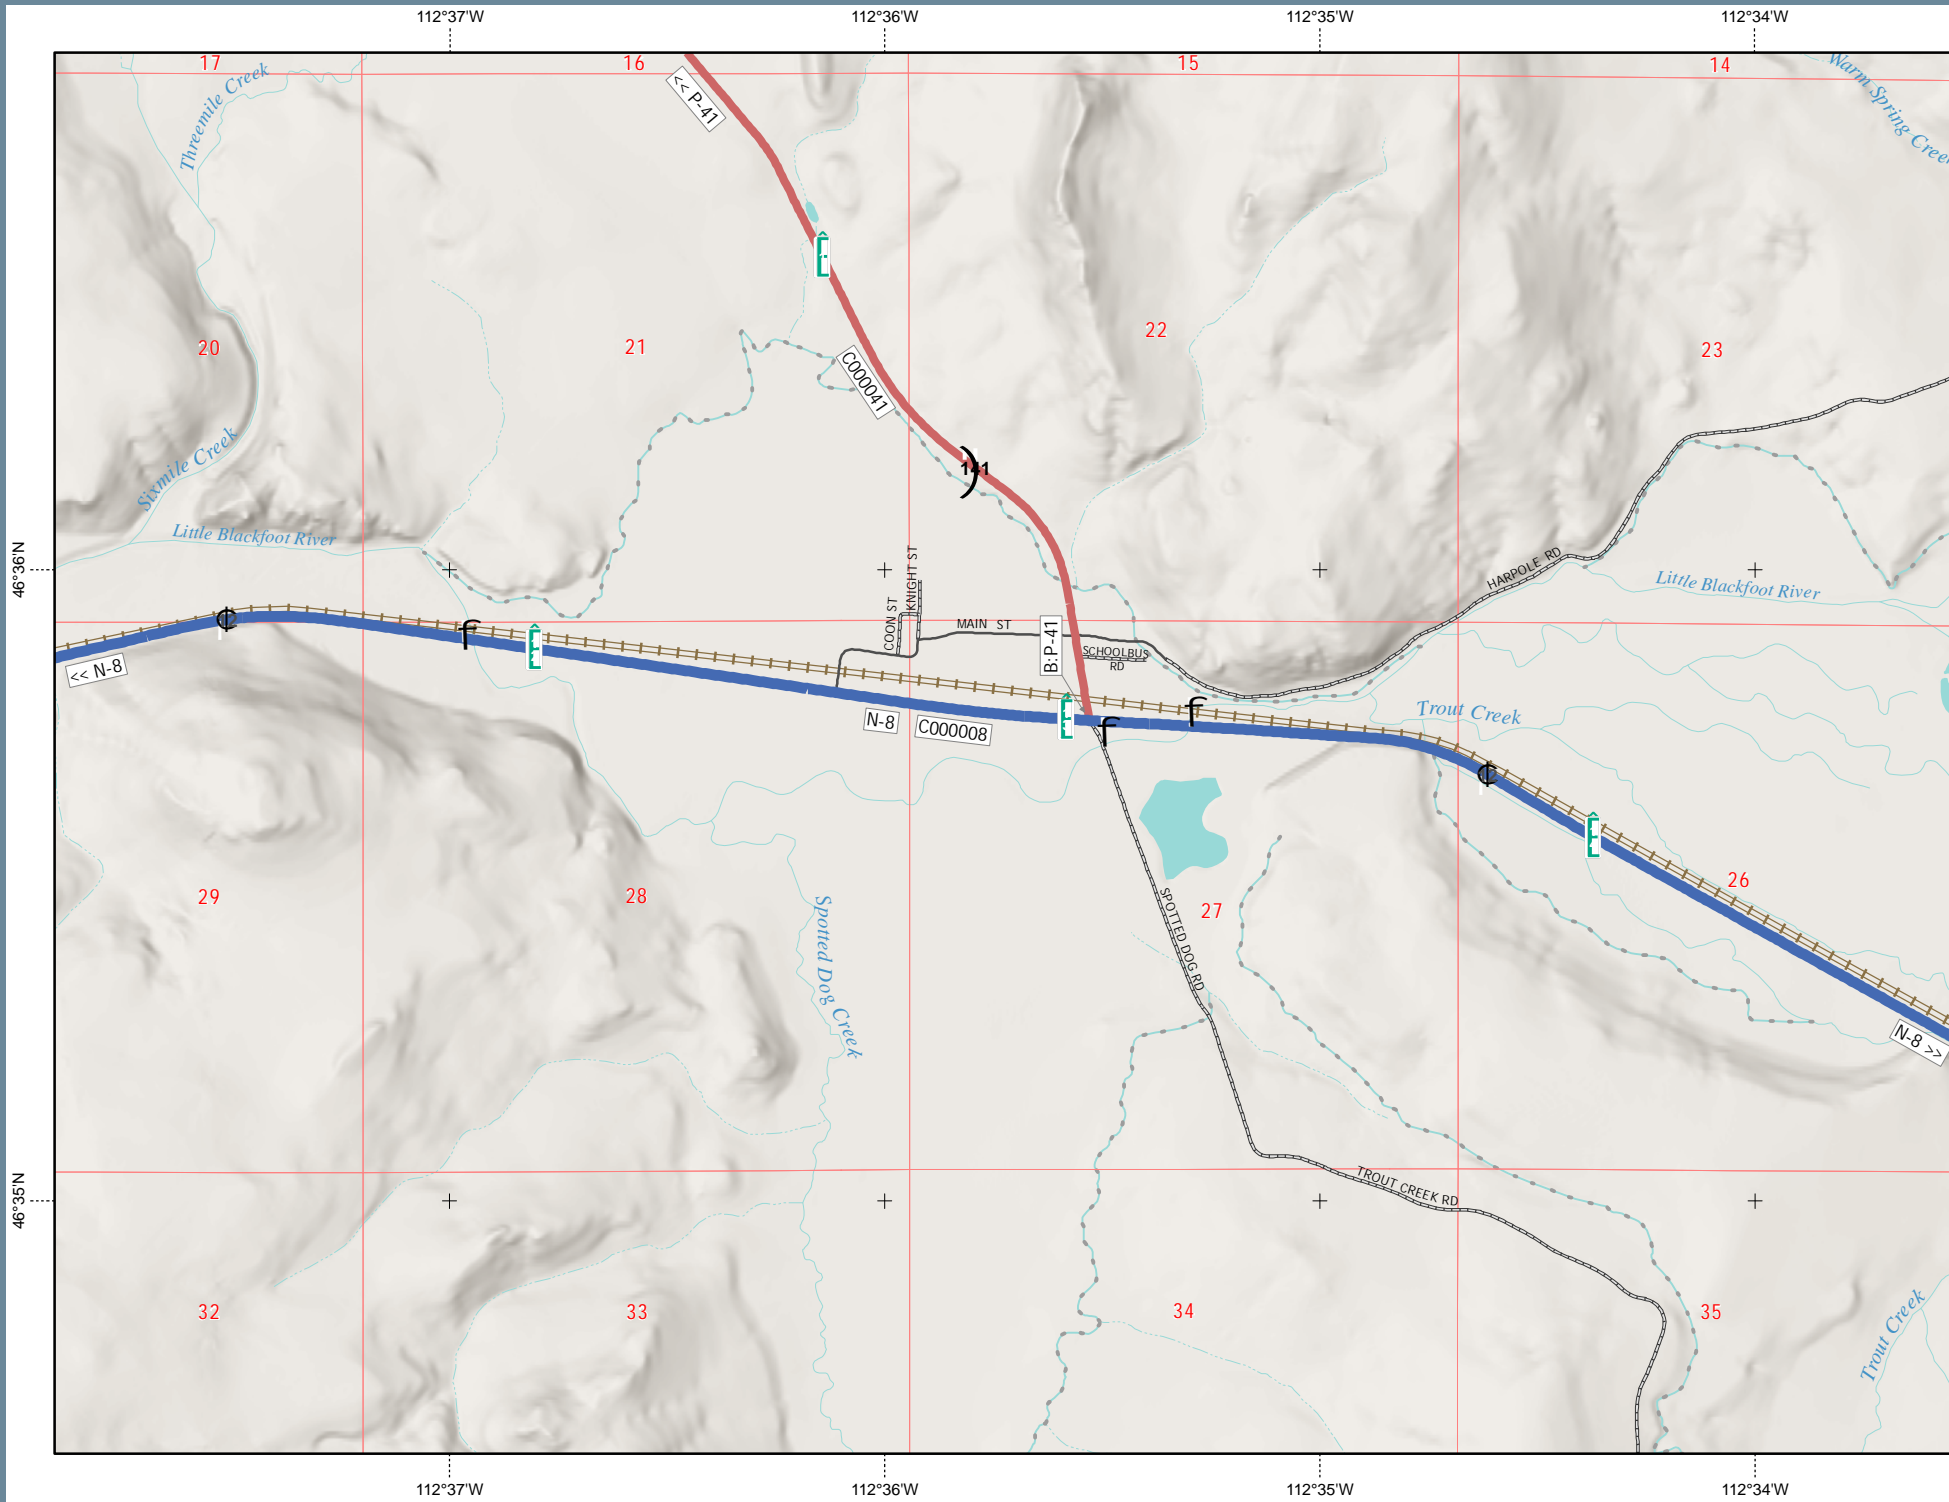 112°37'W
112°36'W
112°35'W
112°34'W
17
16
15
14
Threemile Creek
<< P-41
Warm Spring Creek
20
21
22
23
C000041
141
Sixmile Creek
Little Blackfoot River
46°36'N
HARPOLE RD
Little Blackfoot River
COON ST
KNIGHT ST
MAIN ST
B:P-41
SCHOOLBUS
RD
<< N-8
N-8
C000008
Trout Creek
29
28
27
26
Spotted Dog Creek
SPOTTED DOG RD
N-8 >>
46°35'N
TROUT CREEK RD
32
33
34
35
Trout Creek
112°37'W
112°36'W
112°35'W
112°34'W